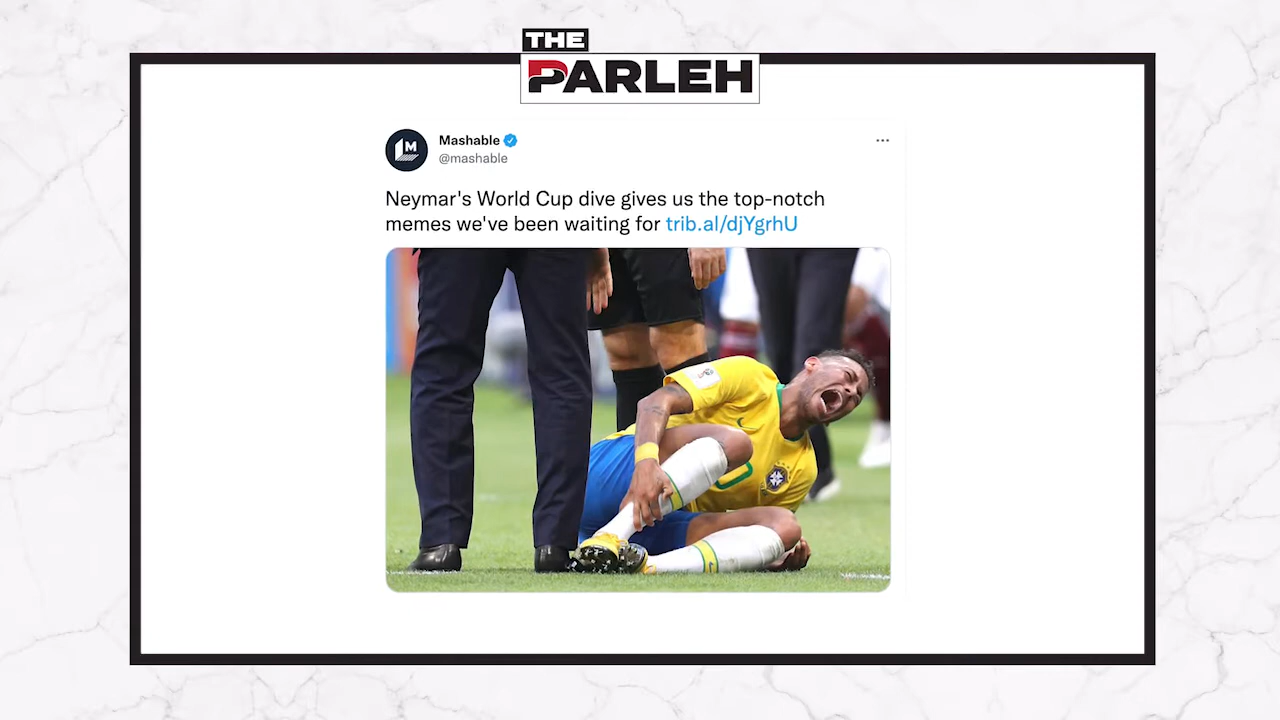 THE
PARLEH
Mashable
@mashable
Neymar's World Cup dive gives us the top-notch
memes we've been waiting for trib.al/djYgrhU